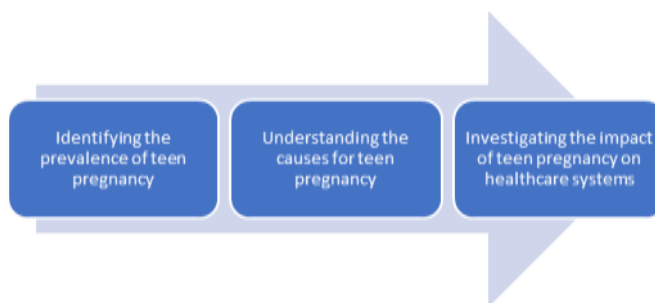 Identifying the
prevalence of teen
pregnancy
Understanding the
causes for teen
pregnancy
Investigating the impact
of teen pregnancy on
healthcare systems